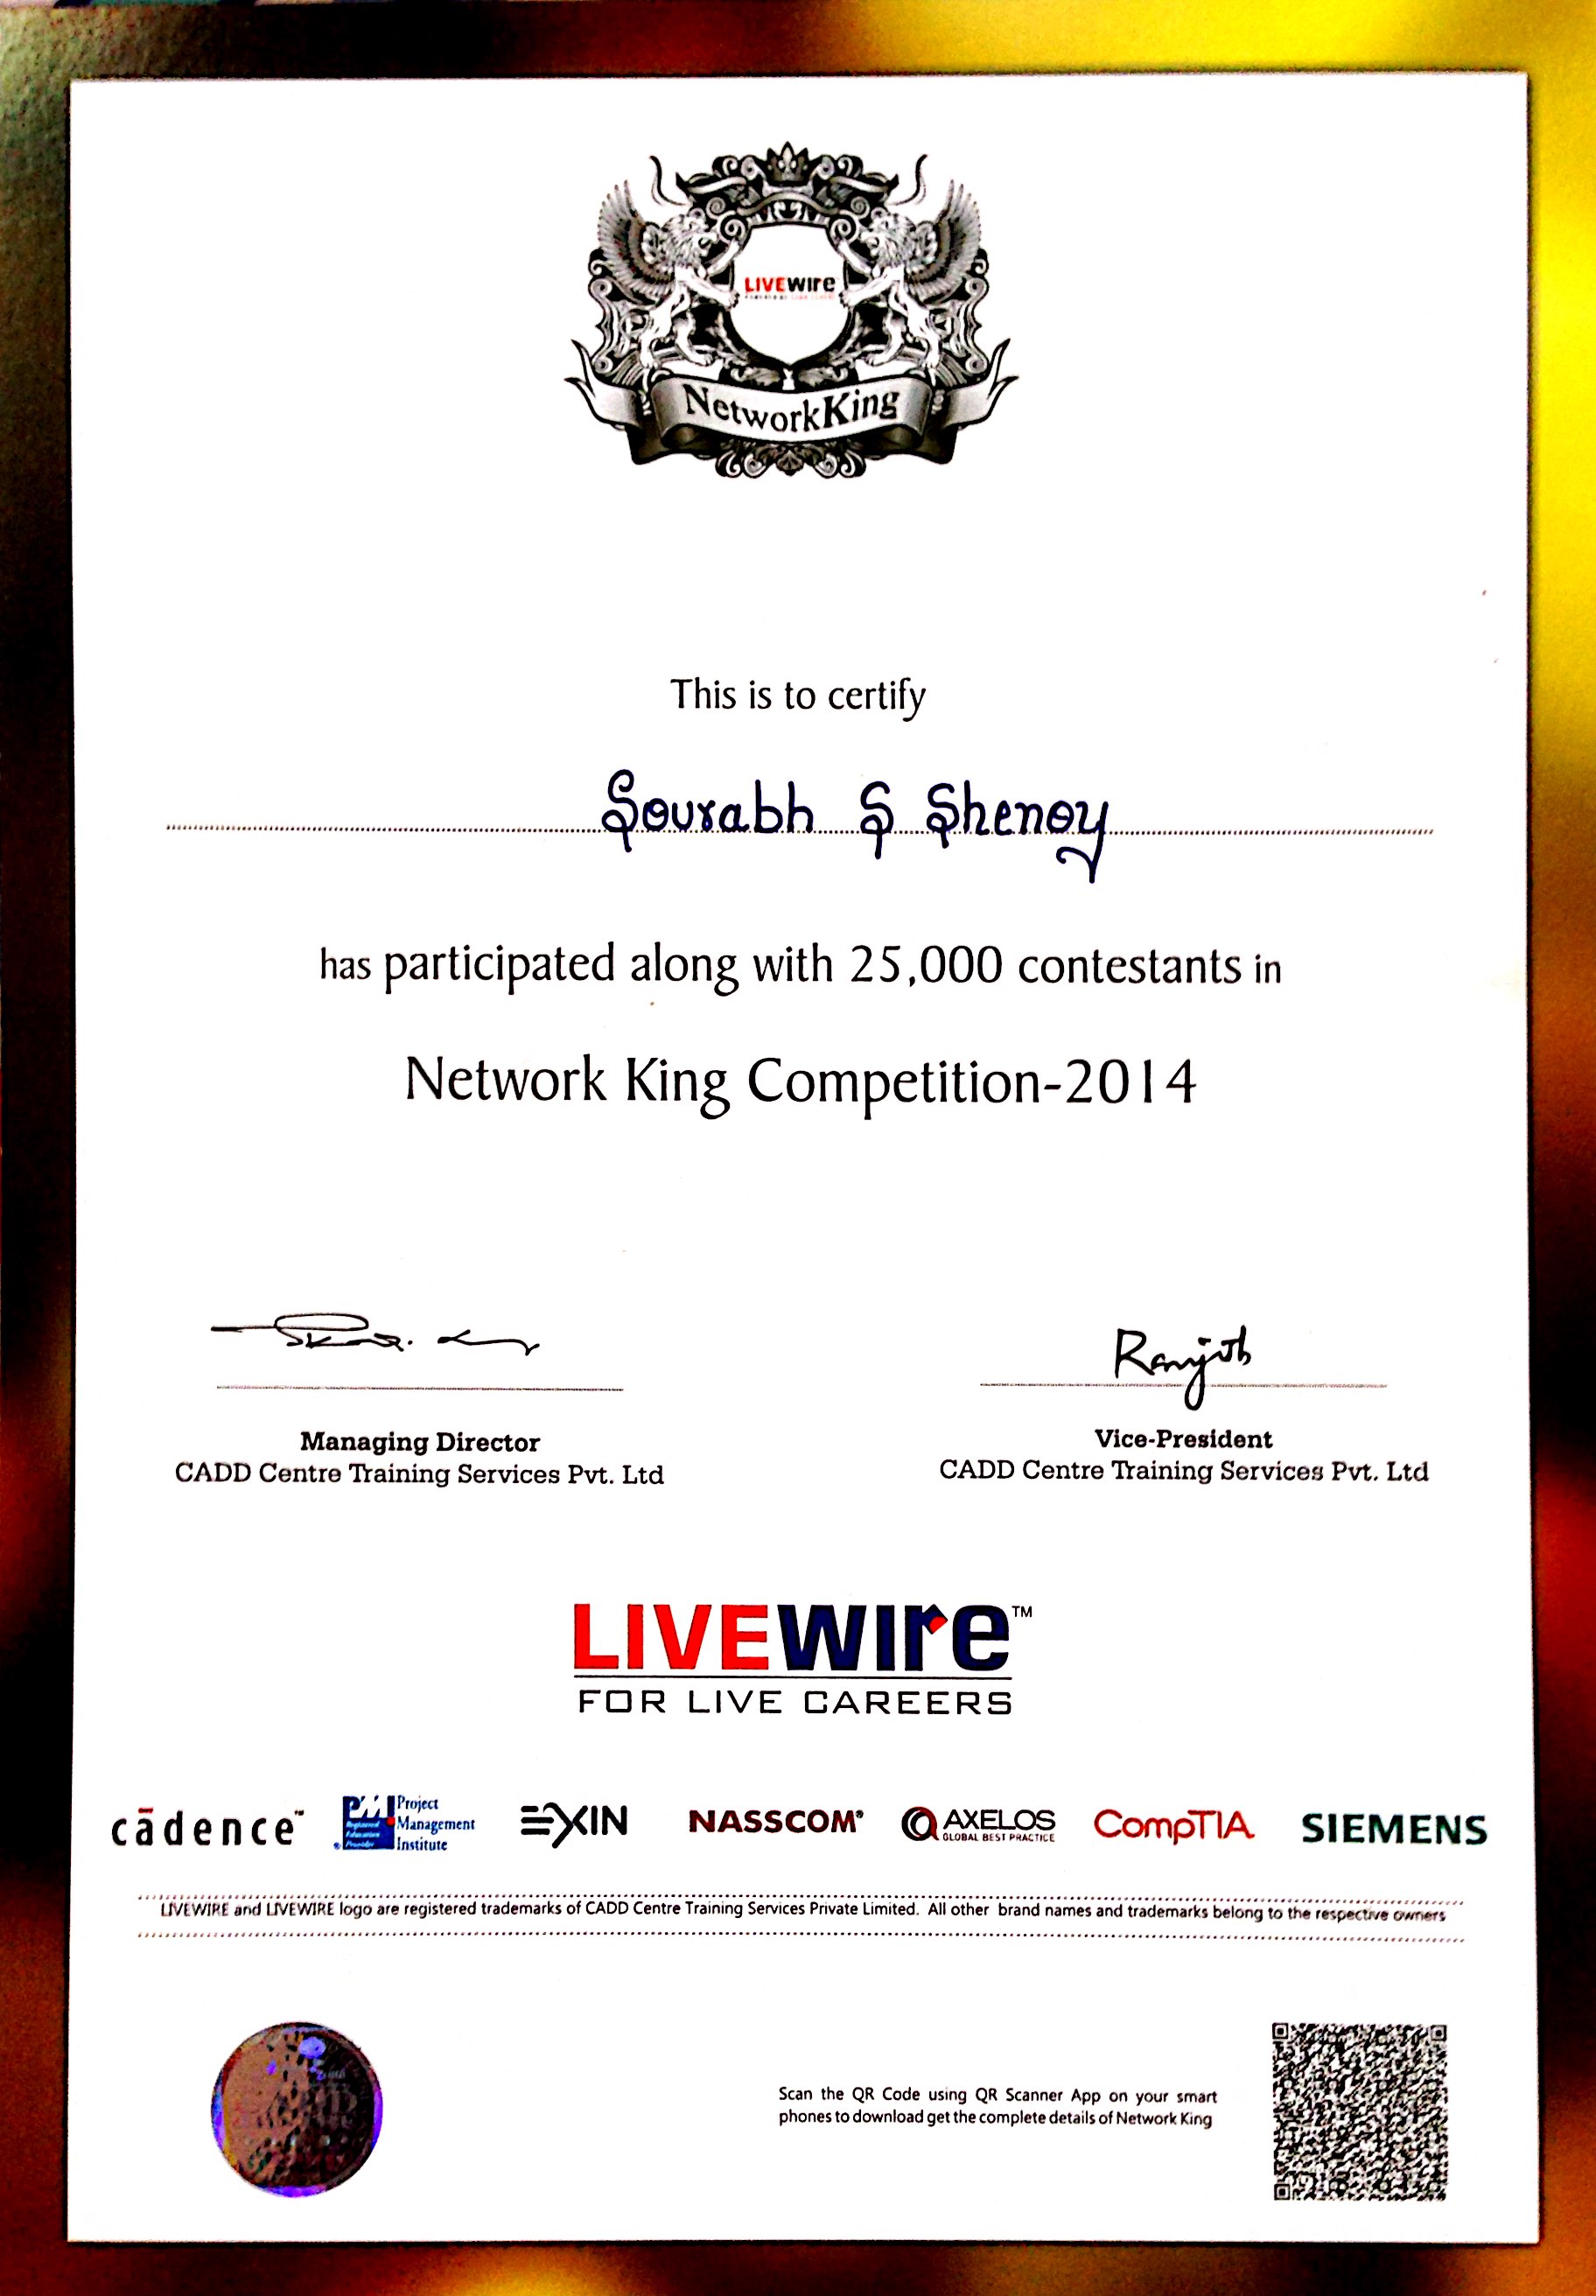 LIVEWIRE
NetworkKing
This is to certify
Sourabh S Shenoy
has participated along with 25,000 contestants in
Network King Competition-2014
Ranjith
Managing Director
CADD Centre Training Services Pvt. Ltd
Vice-President
CADD Centre Training Services Pvt. Ltd
LIVEWIRE™
FOR LIVE CAREERS
cādence™ PMI Registered Education Provider Project Management Institute EXIN NASSCOM® AXELOS GLOBAL BEST PRACTICE CompTIA SIEMENS
LIVEWIRE and LIVEWIRE logo are registered trademarks of CADD Centre Training Services Private Limited. All other brand names and trademarks belong to the respective owners
Scan the QR Code using QR Scanner App on your smart
phones to download get the complete details of Network King